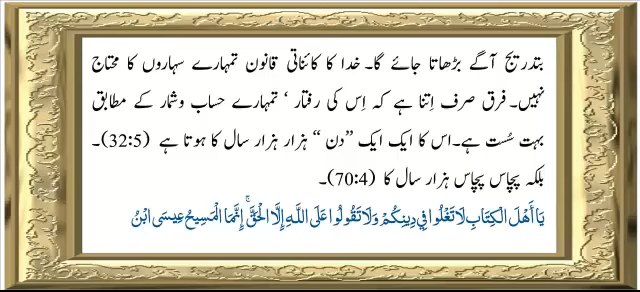 بتدریج آگے بڑھاتا جائے گا۔ خدا کا کائناتی قانون تمہارے سہاروں کا محتاج
نہیں۔ فرق صرف اِتنا ہے کہ اِس کی رفتار ‘ تمہارے حساب وشمار کے مطابق
بہت سُست ہے۔اس کا ایک ایک ”دن “ ہزار ہزار سال کا ہوتا ہے (32:5)۔
بلکہ پچاس پچاس ہزار سال کا (70:4)۔
يَا أَهْلَ الْكِتَابِ لَا تَغْلُوا فِي دِينِكُمْ وَلَا تَقُولُوا عَلَى اللَّهِ إِلَّا الْحَقَّ ۚ إِنَّمَا الْمَسِيحُ عِيسَى ابْنُ